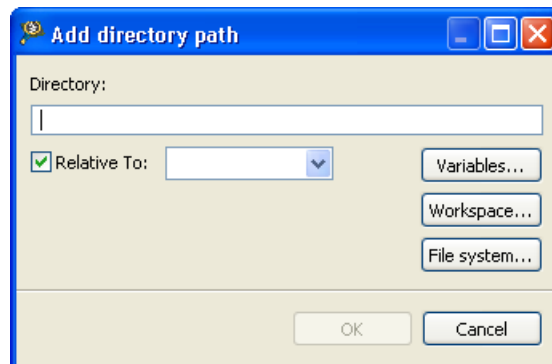 Add directory path
Directory:
Relative To:
Variables...
Workspace...
File system...
OK
Cancel